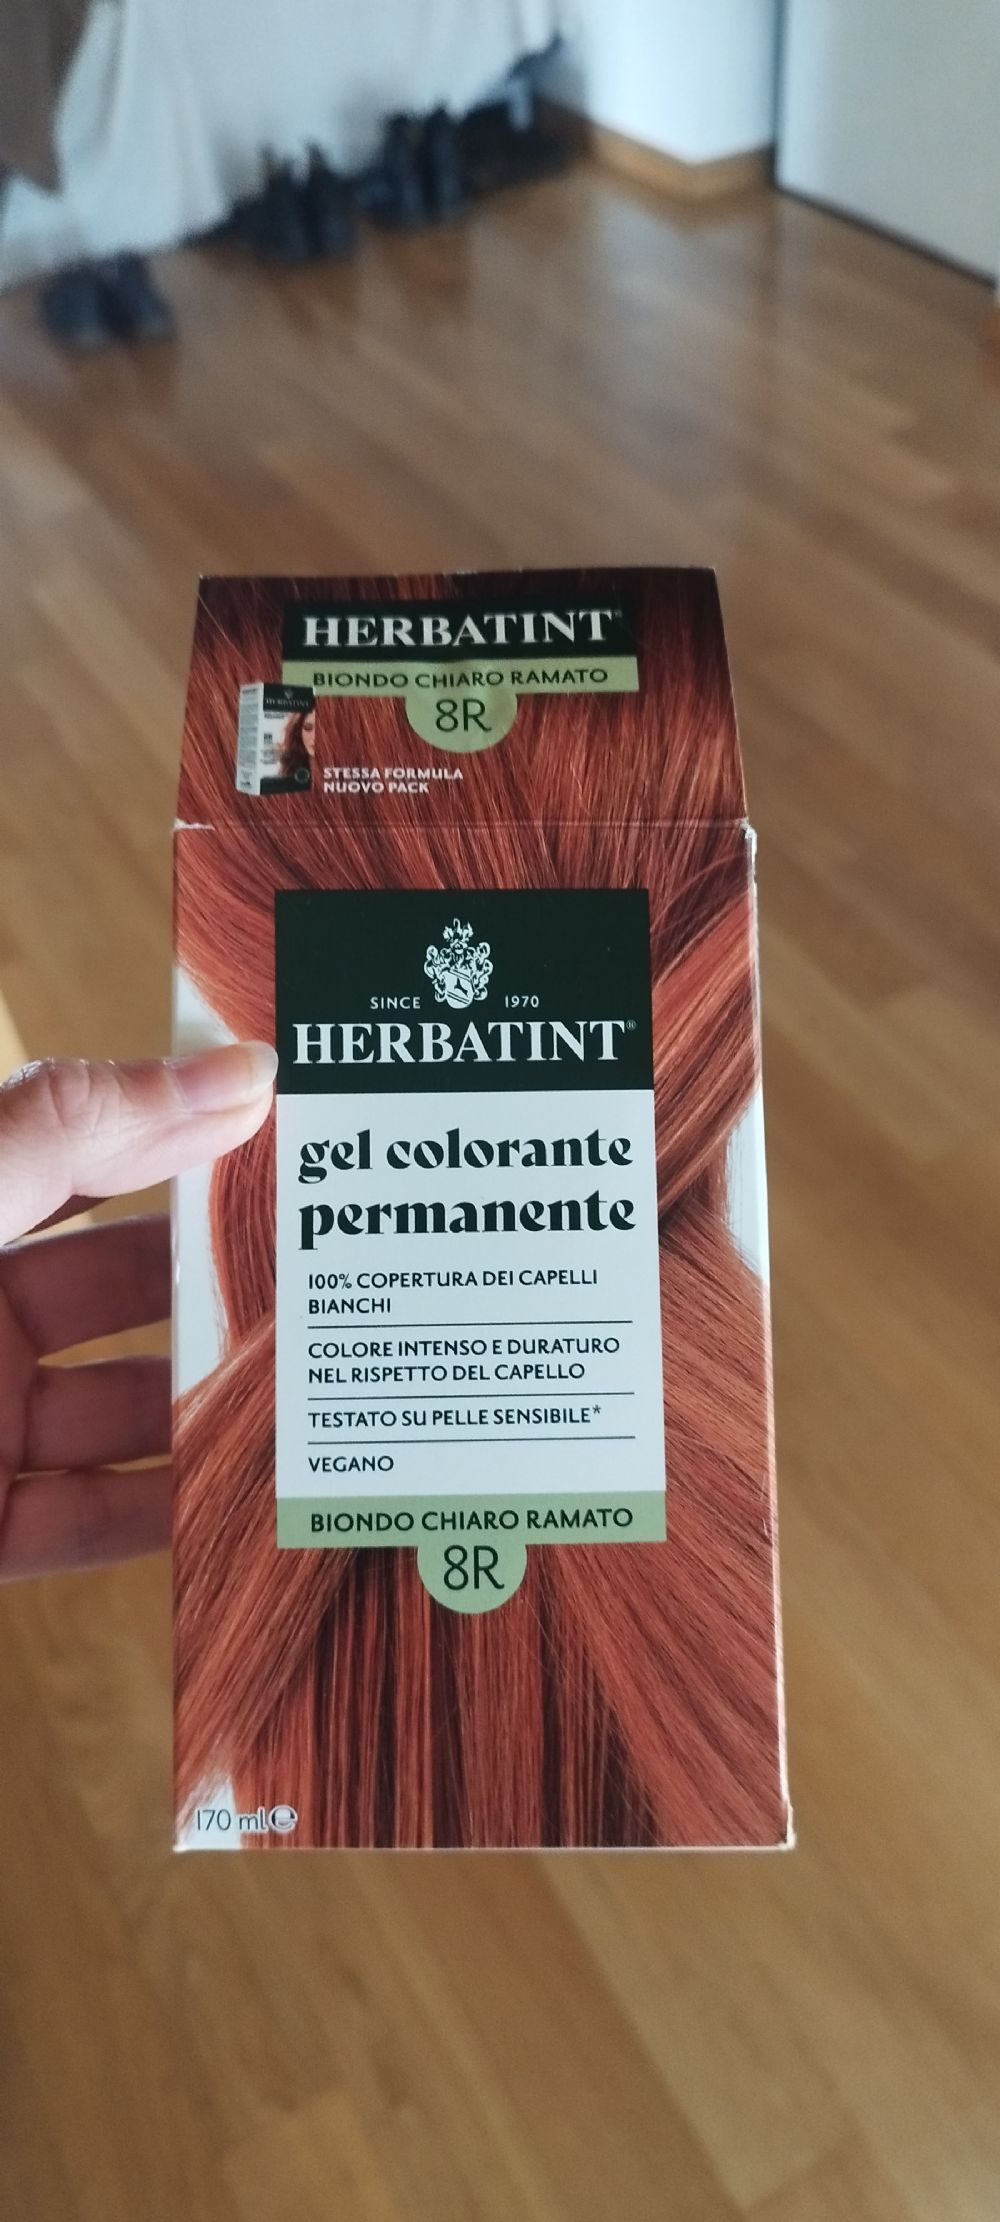 HERBATINT®
BIONDO CHIARO RAMATO
8R
HERBATINT
STESSA FORMULA
NUOVO PACK
SINCE 1970
HERBATINT®
gel colorante
permanente
100% COPERTURA DEI CAPELLI
BIANCHI
COLORE INTENSO E DURATURO
NEL RISPETTO DEL CAPELLO
TESTATO SU PELLE SENSIBILE*
VEGANO
BIONDO CHIARO RAMATO
8R
170 ml ℮